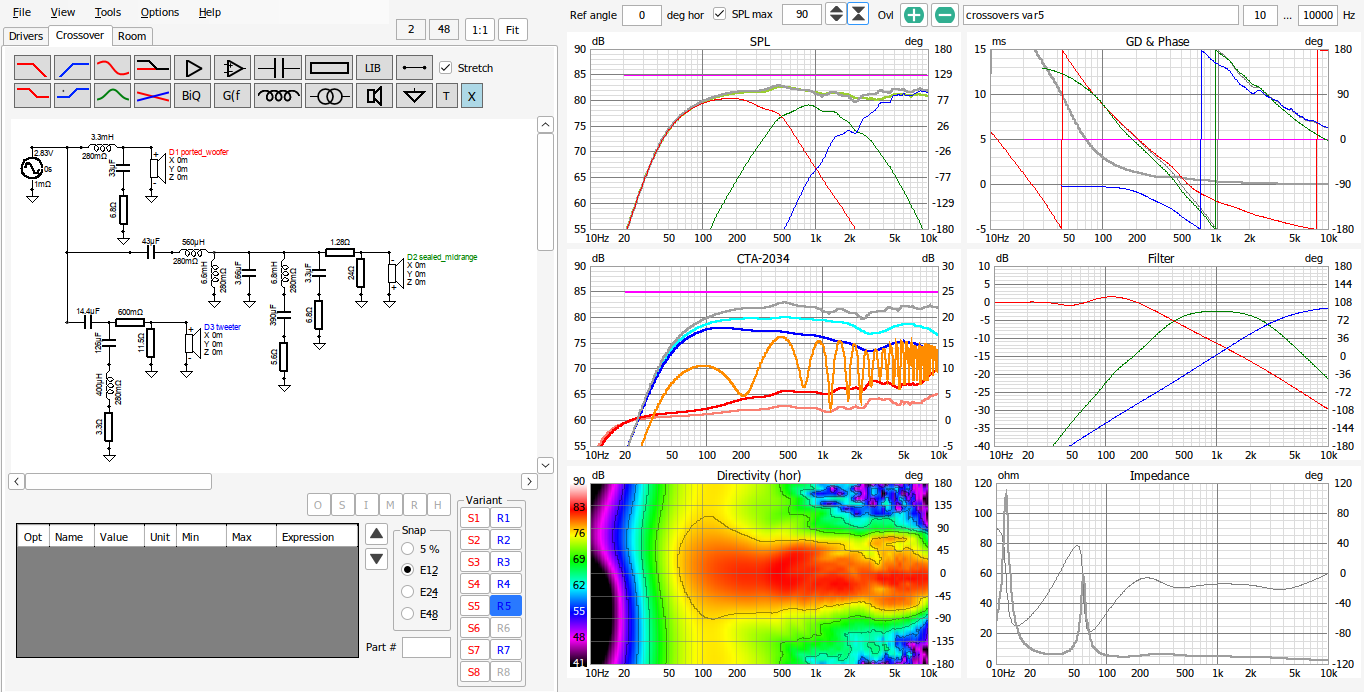 File View Tools Options Help
Drivers Crossover Room
2 48 1:1 Fit
LIB Stretch
BiQ G(f T X
3.3mH
2.83V
280mΩ
0s
33µF
1mΩ
D1 ported_woofer
X 0m
Y 0m
Z 0m
6.8Ω
43µF 560µH 1.28Ω
280mΩ
6.6mH 280mΩ 3.66µF 6.8mH 280mΩ 3.3µF 24Ω
D2 sealed_midrange
X 0m
Y 0m
Z 0m
390µF 6.8Ω
5.6Ω
14.4µF 600mΩ
D3 tweeter
X 0m
Y 0m
Z 0m
11.5Ω
400µH 280mΩ
3.3Ω
O S I M R H
Opt Name Value Unit Min Max Expression
Snap
5 %
E12
E24
E48
Part #
Variant
S1 R1
S2 R2
S3 R3
S4 R4
S5 R5
S6 R6
S7 R7
S8 R8
Ref angle 0 deg hor SPL max 90 Ovl crossovers var5 10 ... 10000 Hz
SPL
dB deg
90 85 80 75 70 65 60 55
180 129 77 26 -26 -77 -129 -180
10Hz 20 50 100 200 500 1k 2k 5k 10k
GD & Phase
ms deg
15 10 5 0 -5
180 90 0 -90 -180
10Hz 20 50 100 200 500 1k 2k 5k 10k
CTA-2034
dB dB
90 85 80 75 70 65 60 55
30 25 20 15 10 5 0 -5
10Hz 20 50 100 200 500 1k 2k 5k 10k
Filter
dB deg
10 5 0 -5 -10 -15 -20 -25 -30 -35 -40
180 144 108 72 36 0 -36 -72 -108 -144 -180
10Hz 20 50 100 200 500 1k 2k 5k 10k
Directivity (hor)
dB deg
90 83 76 69 62 55 48 41
180 135 90 45 0 -45 -90 -135 -180
10Hz 20 50 100 200 500 1k 2k 5k 10k
Impedance
ohm deg
120 100 80 60 40 20 0
120 80 40 0 -40 -80 -120
10Hz 20 50 100 200 500 1k 2k 5k 10k